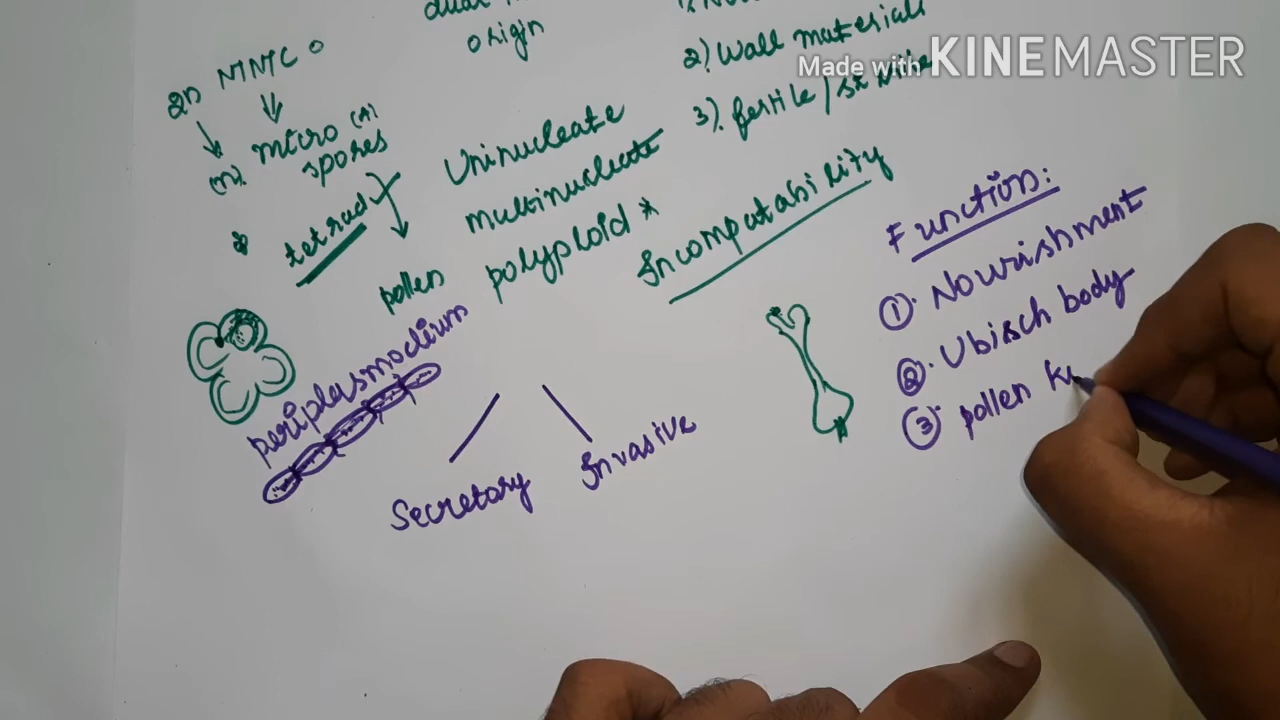 origin
2n MMC
micro (n)
spores
(n)
tetrad
pollen
Uninucleate
multinucleate
polyploid *
2) Wall materials
3) fertile /
Incompatability
periplasmodium
Secretory
Invasive
Function:
① Nourishment
② Ubisch body
③ pollen
Made with KINEMASTER